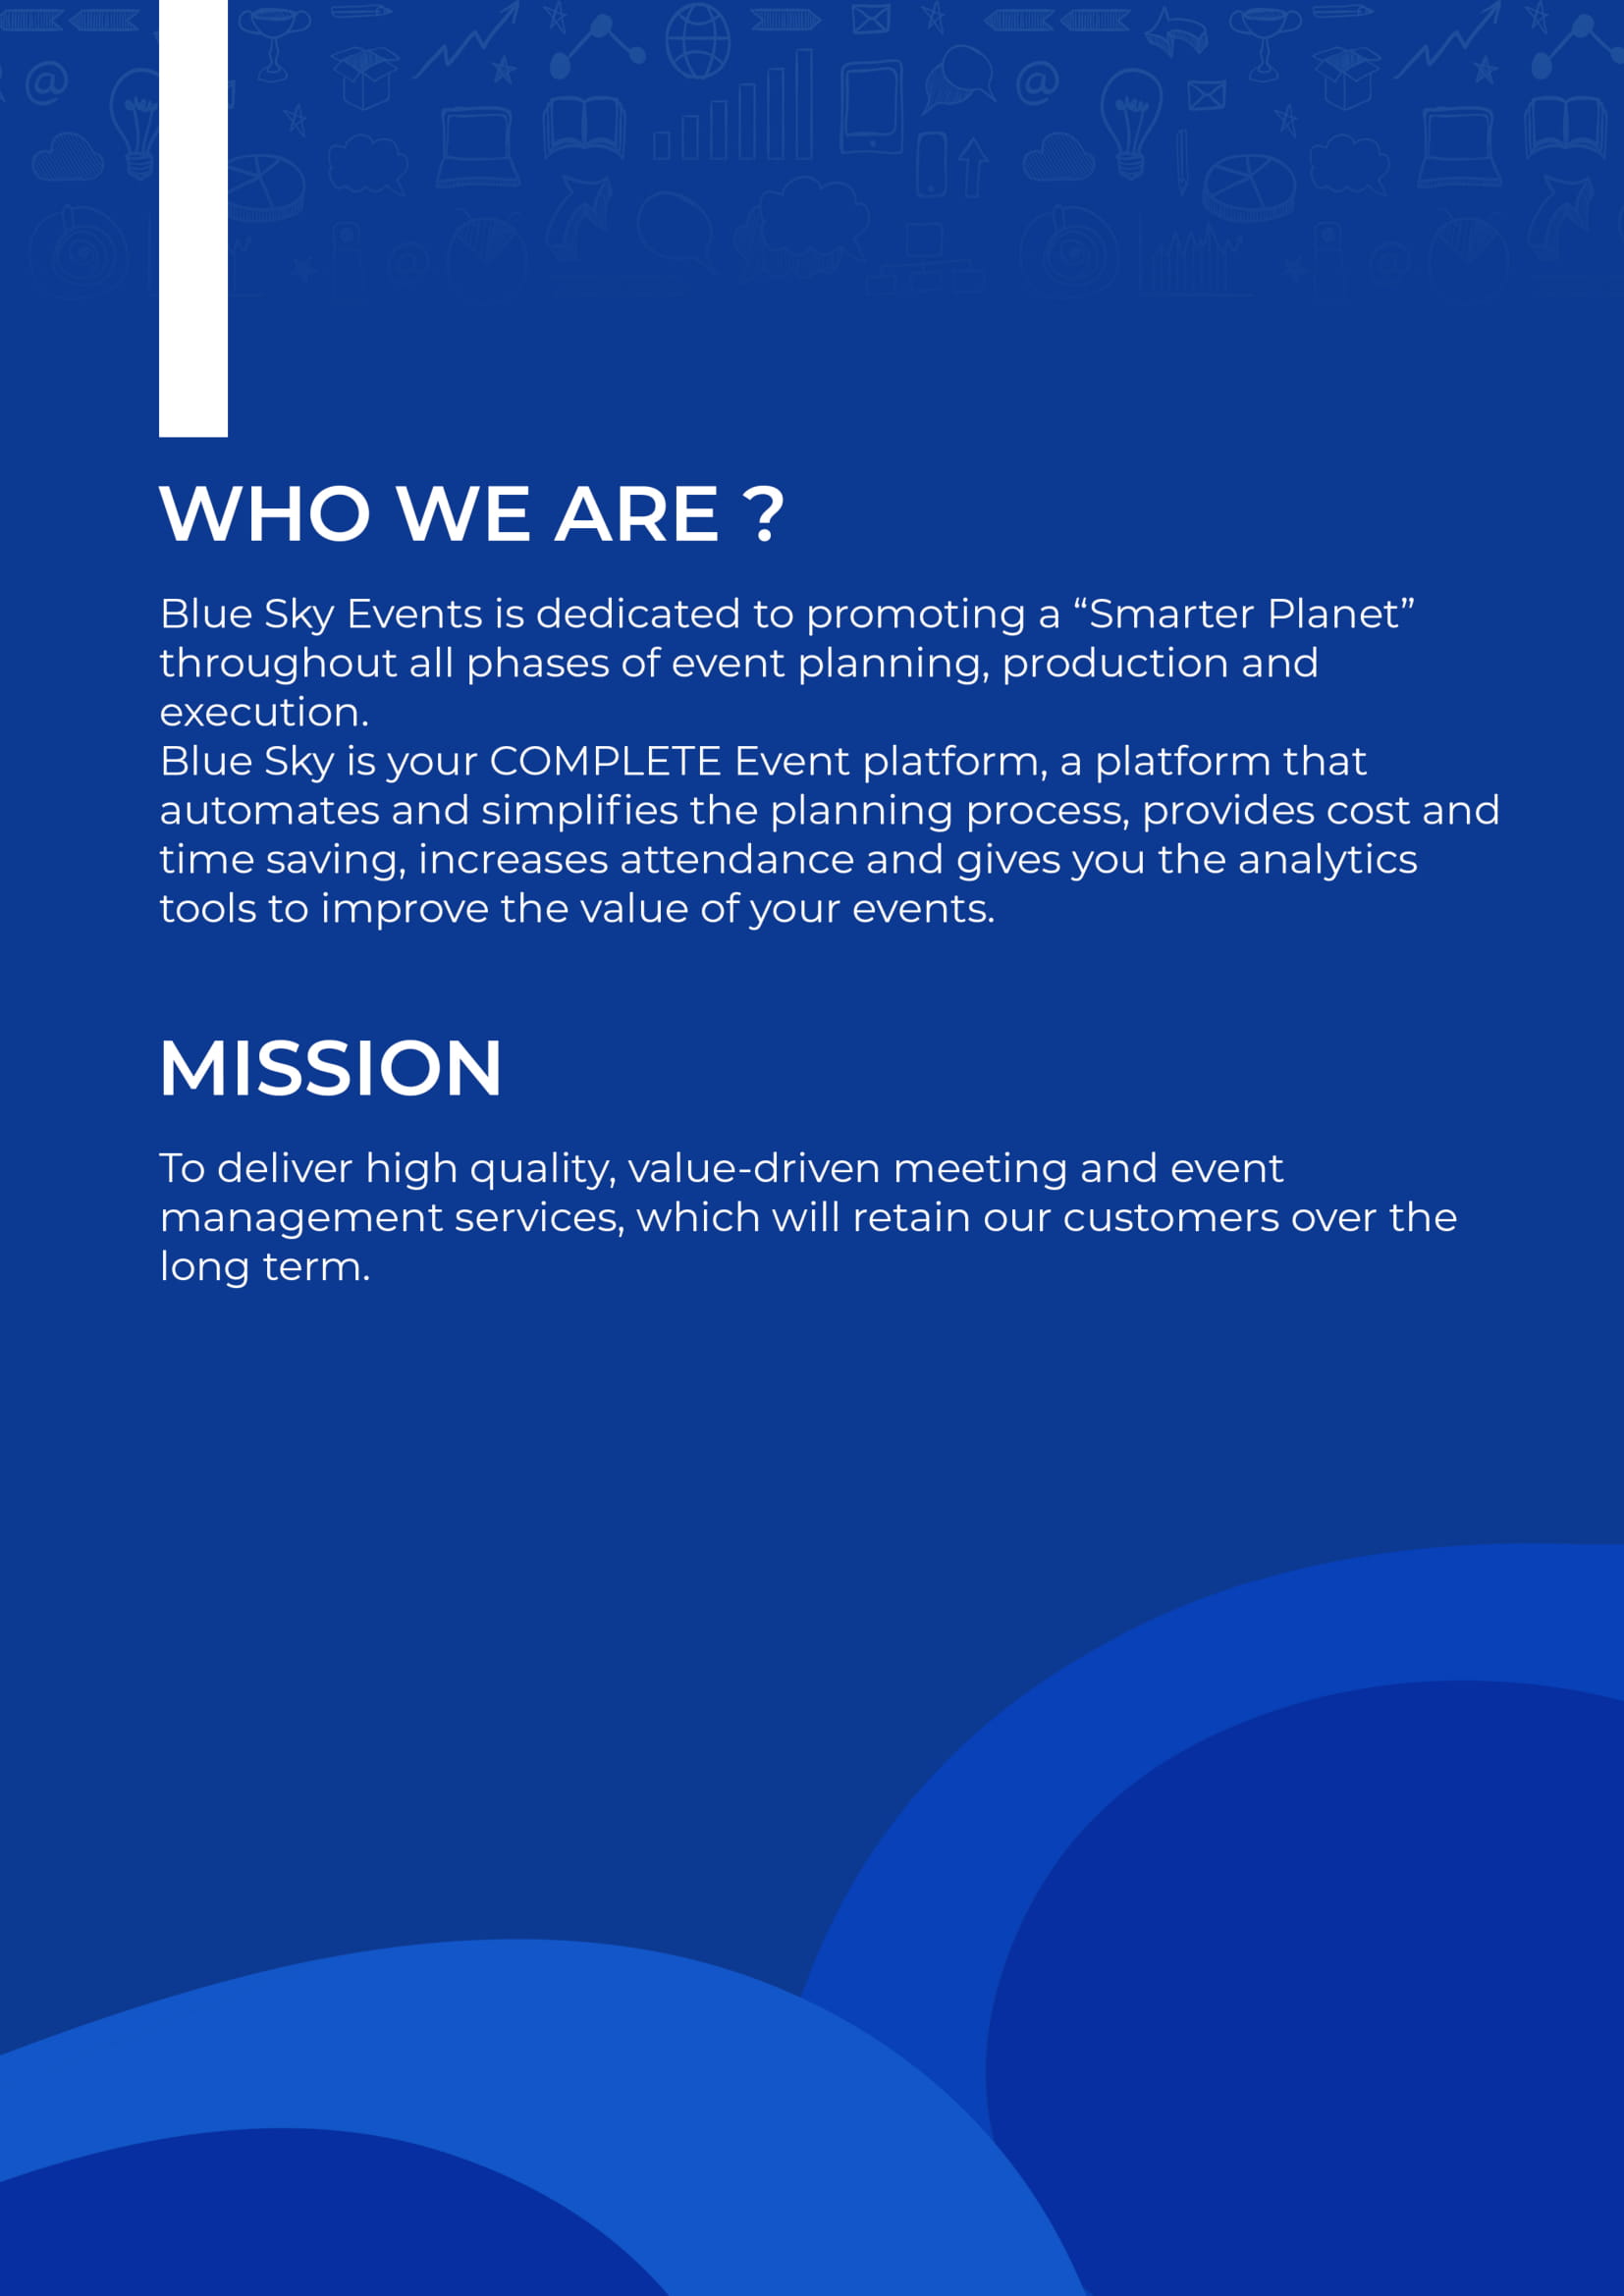 WHO WE ARE ?
Blue Sky Events is dedicated to promoting a “Smarter Planet”
throughout all phases of event planning, production and
execution.
Blue Sky is your COMPLETE Event platform, a platform that
automates and simplifies the planning process, provides cost and
time saving, increases attendance and gives you the analytics
tools to improve the value of your events.
MISSION
To deliver high quality, value-driven meeting and event
management services, which will retain our customers over the
long term.